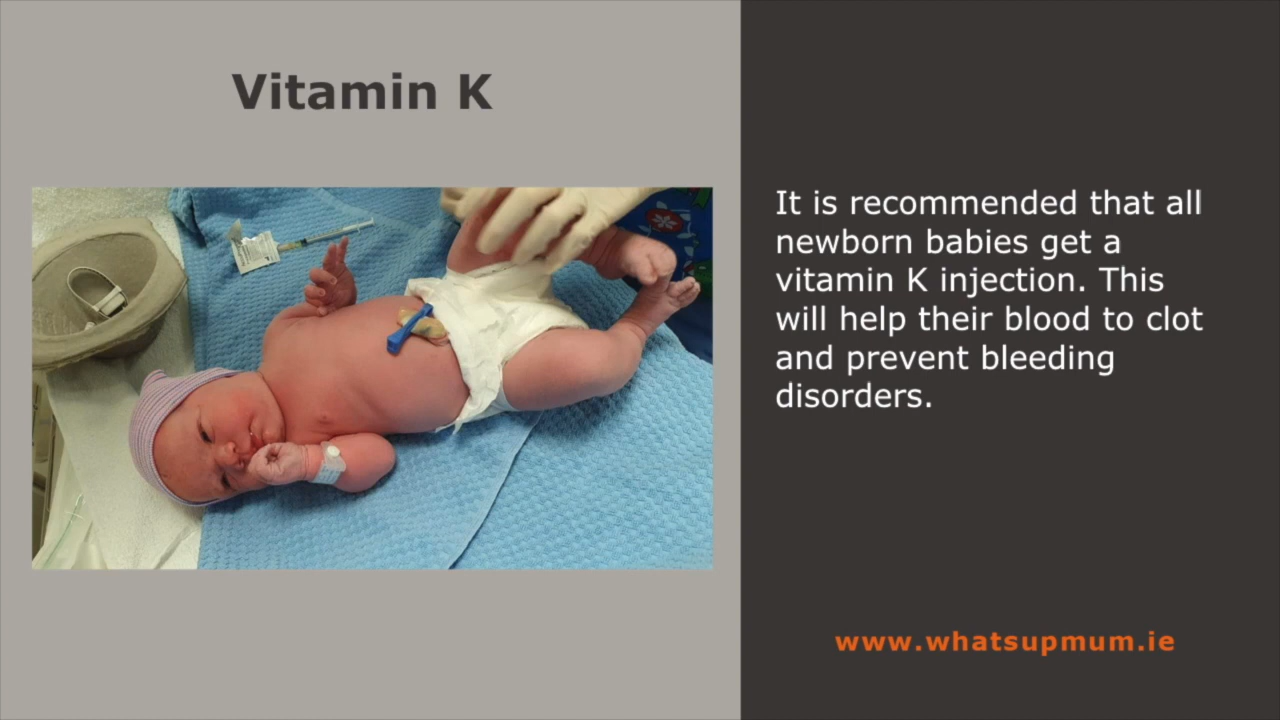 Vitamin K
It is recommended that all
newborn babies get a
vitamin K injection. This
will help their blood to clot
and prevent bleeding
disorders.
www.whatsupmum.ie